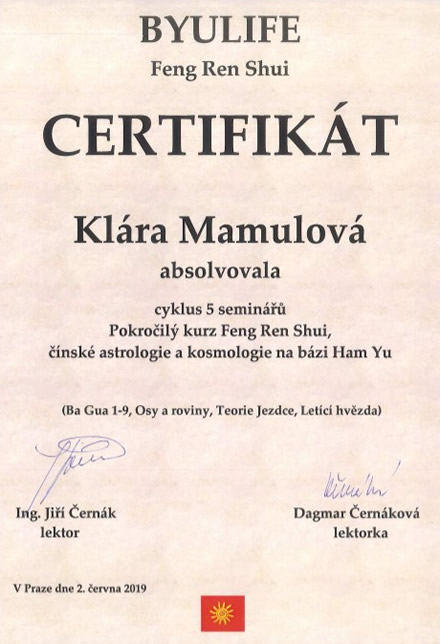 BYULIFE
Feng Ren Shui
CERTIFIKÁT
Klára Mamulová
absolvovala
cyklus 5 seminářů
Pokročilý kurz Feng Ren Shui,
čínské astrologie a kosmologie na bázi Ham Yu
(Ba Gua 1-9, Osy a roviny, Teorie Jezdce, Letící hvězda)
Ing. Jiří Černák
lektor
Dagmar Černáková
lektorka
V Praze dne 2. června 2019